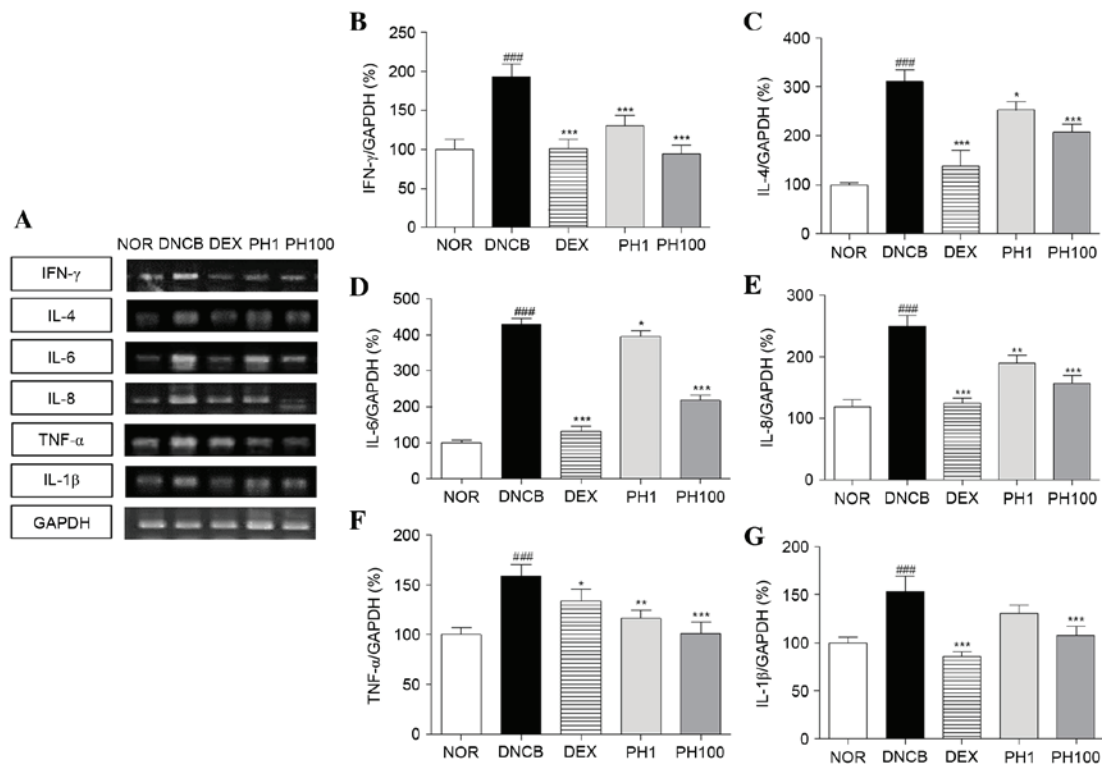 A
NOR DNCB DEX PH1 PH100
IFN-γ
IL-4
IL-6
IL-8
TNF-α
IL-1β
GAPDH
B
IFN-γ/GAPDH (%)
250
200
150
100
50
0
###
***
***
***
NOR DNCB DEX PH1 PH100
C
IL-4/GAPDH (%)
400
300
200
100
0
###
***
*
***
NOR DNCB DEX PH1 PH100
D
IL-6/GAPDH (%)
500
400
300
200
100
0
###
***
*
***
NOR DNCB DEX PH1 PH100
E
IL-8/GAPDH (%)
300
200
100
0
###
***
**
***
NOR DNCB DEX PH1 PH100
F
TNF-α/GAPDH (%)
200
150
100
50
0
###
*
**
***
NOR DNCB DEX PH1 PH100
G
IL-1β/GAPDH (%)
200
150
100
50
0
###
***
***
NOR DNCB DEX PH1 PH100